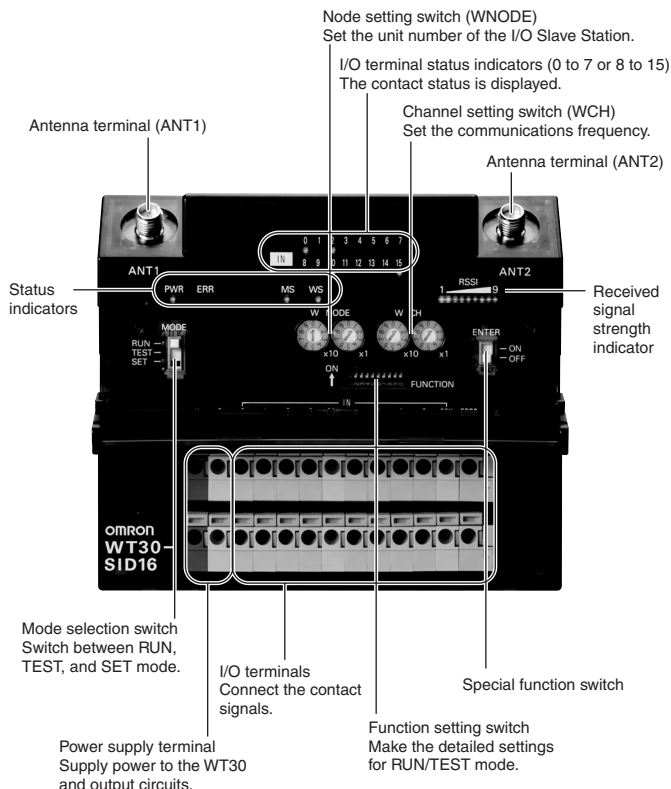 Node setting switch (WNODE)
Set the unit number of the I/O Slave Station.
I/O terminal status indicators (0 to 7 or 8 to 15)
The contact status is displayed.
Channel setting switch (WCH)
Set the communications frequency.
Antenna terminal (ANT1)
Antenna terminal (ANT2)
0 1 2 3 4 5 6 7
IN
8 9 10 11 12 13 14 15
ANT1
ANT2
Status
indicators
PWR ERR MS WS
RSSI
1 9
Received
signal
strength
indicator
MODE
RUN
TEST
SET
W NODE
W CH
x10 x1
x10 x1
ENTER
ON
OFF
ON
FUNCTION
IN
OMRON
WT30-
SID16
Mode selection switch
Switch between RUN,
TEST, and SET mode.
I/O terminals
Connect the contact
signals.
Special function switch
Function setting switch
Make the detailed settings
for RUN/TEST mode.
Power supply terminal
Supply power to the WT30
and output circuits.